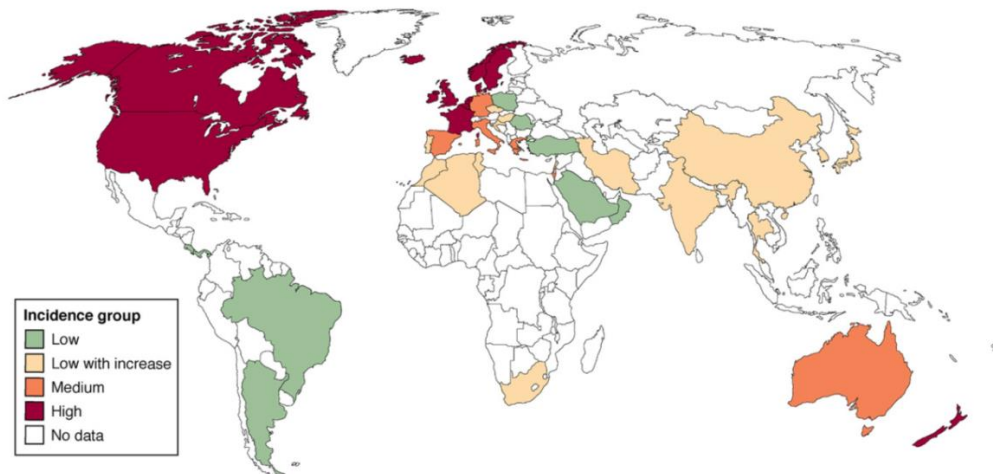 Incidence group
Low
Low with increase
Medium
High
No data